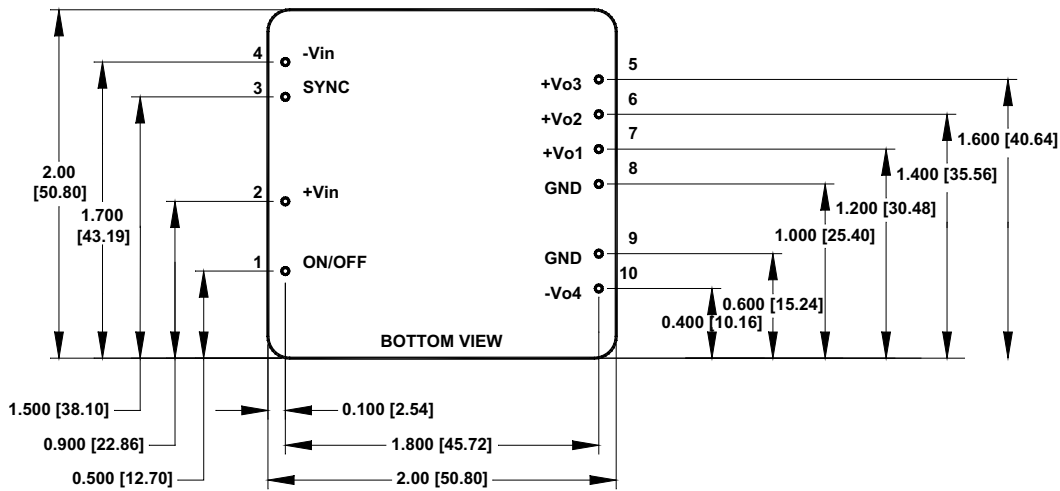 4
-Vin
3
SYNC
2
+Vin
1
ON/OFF
5
+Vo3
6
+Vo2
7
+Vo1
8
GND
9
GND
10
-Vo4
BOTTOM VIEW
2.00
[50.80]
1.700
[43.19]
1.500 [38.10]
0.900 [22.86]
0.500 [12.70]
1.600 [40.64]
1.400 [35.56]
1.200 [30.48]
1.000 [25.40]
0.600 [15.24]
0.400 [10.16]
0.100 [2.54]
1.800 [45.72]
2.00 [50.80]